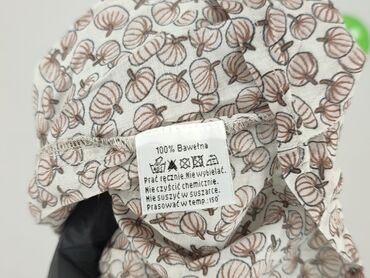 100% Bawełna
Prać ręcznie. Nie wybielać.
Nie czyścić chemicznie.
Nie suszyć w suszarce.
Prasować w temp.:150°